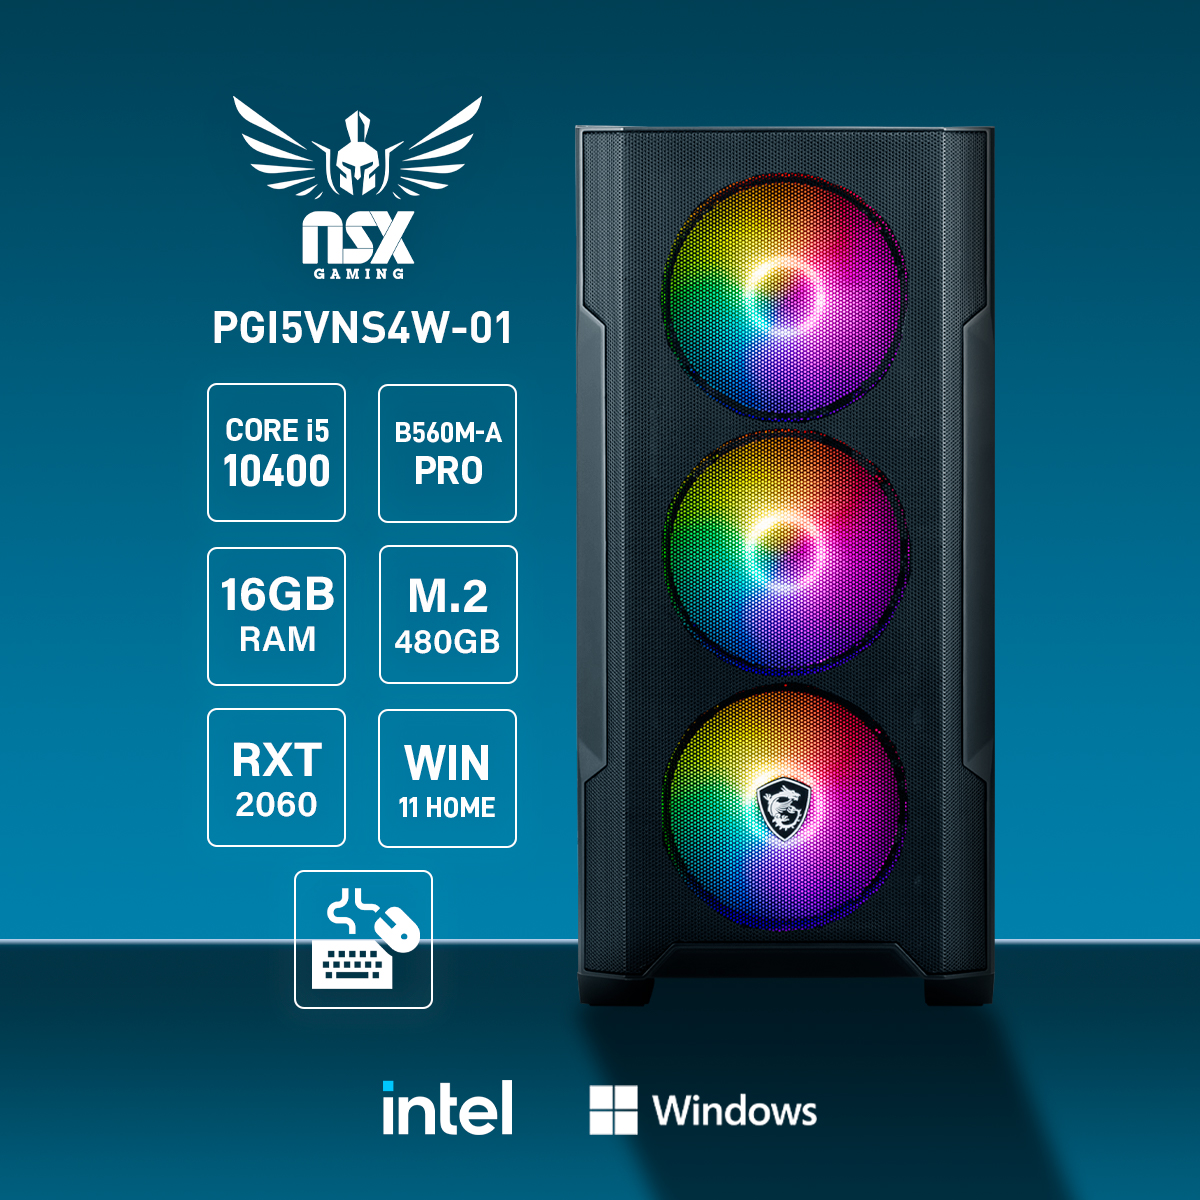 NSX
GAMING
PGI5VNS4W-01
CORE i5
10400
B560M-A
PRO
16GB
RAM
M.2
480GB
RXT
2060
WIN
11 HOME
intel
Windows